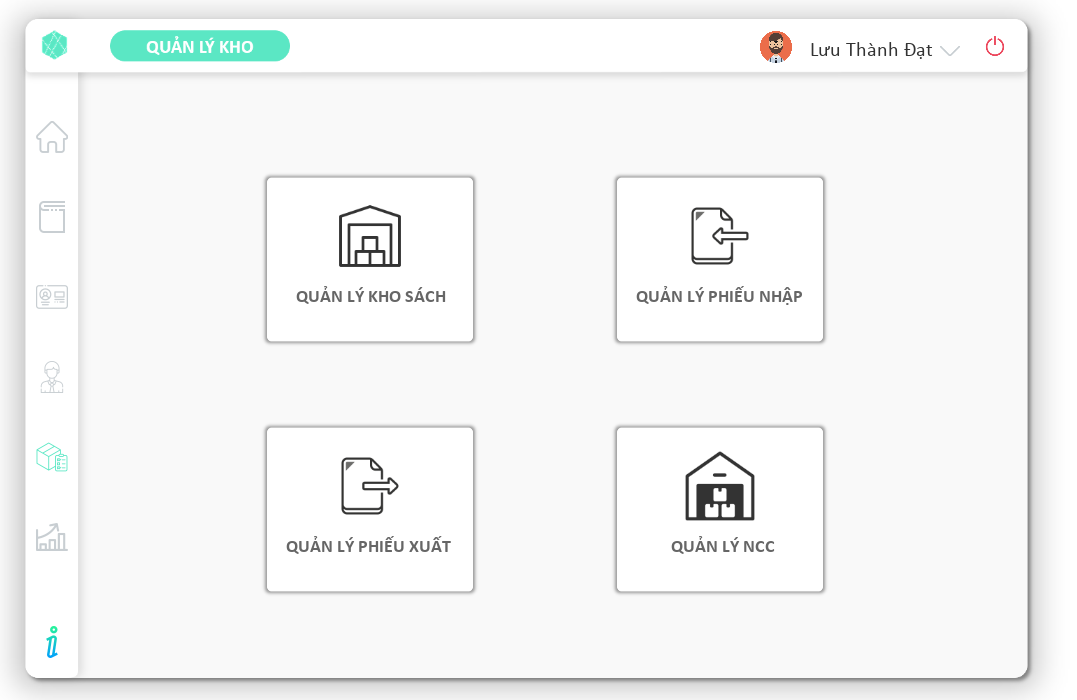 QUẢN LÝ KHO
Lưu Thành Đạt
QUẢN LÝ KHO SÁCH
QUẢN LÝ PHIẾU NHẬP
QUẢN LÝ PHIẾU XUẤT
QUẢN LÝ NCC